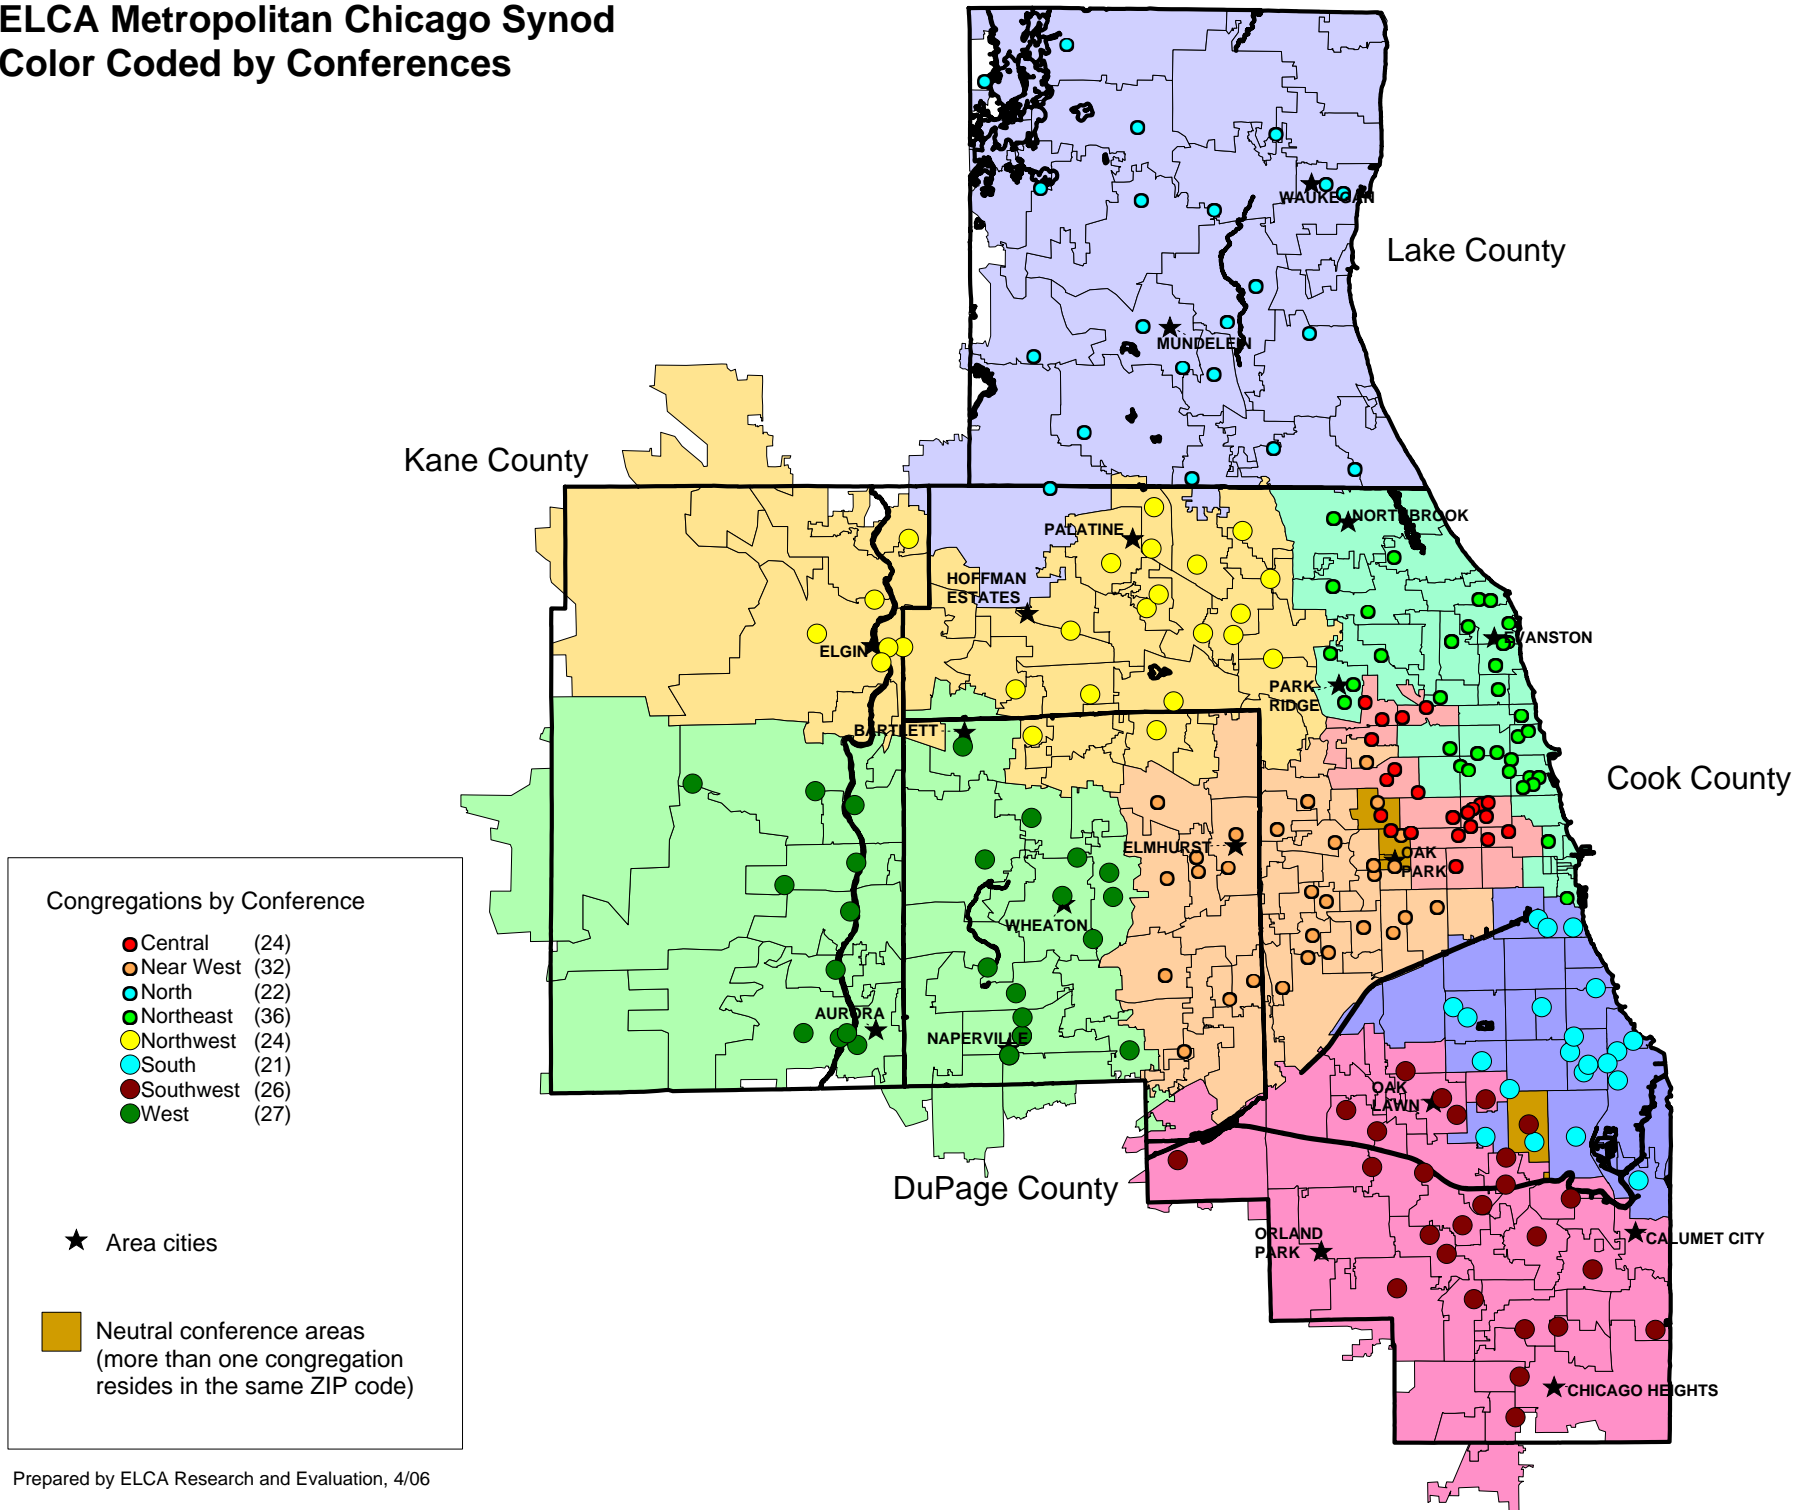 ELCA Metropolitan Chicago Synod
Color Coded by Conferences
WAUKEGAN
Lake County
MUNDELEIN
Kane County
NORTHBROOK
PALATINE
HOFFMAN
ESTATES
EVANSTON
ELGIN
PARK
RIDGE
BARTLETT
Cook County
ELMHURST
OAK
PARK
WHEATON
AURORA
NAPERVILLE
OAK
LAWN
DuPage County
ORLAND
PARK
CALUMET CITY
CHICAGO HEIGHTS
Congregations by Conference
Central (24)
Near West (32)
North (22)
Northeast (36)
Northwest (24)
South (21)
Southwest (26)
West (27)
Area cities
Neutral conference areas
(more than one congregation
resides in the same ZIP code)
Prepared by ELCA Research and Evaluation, 4/06